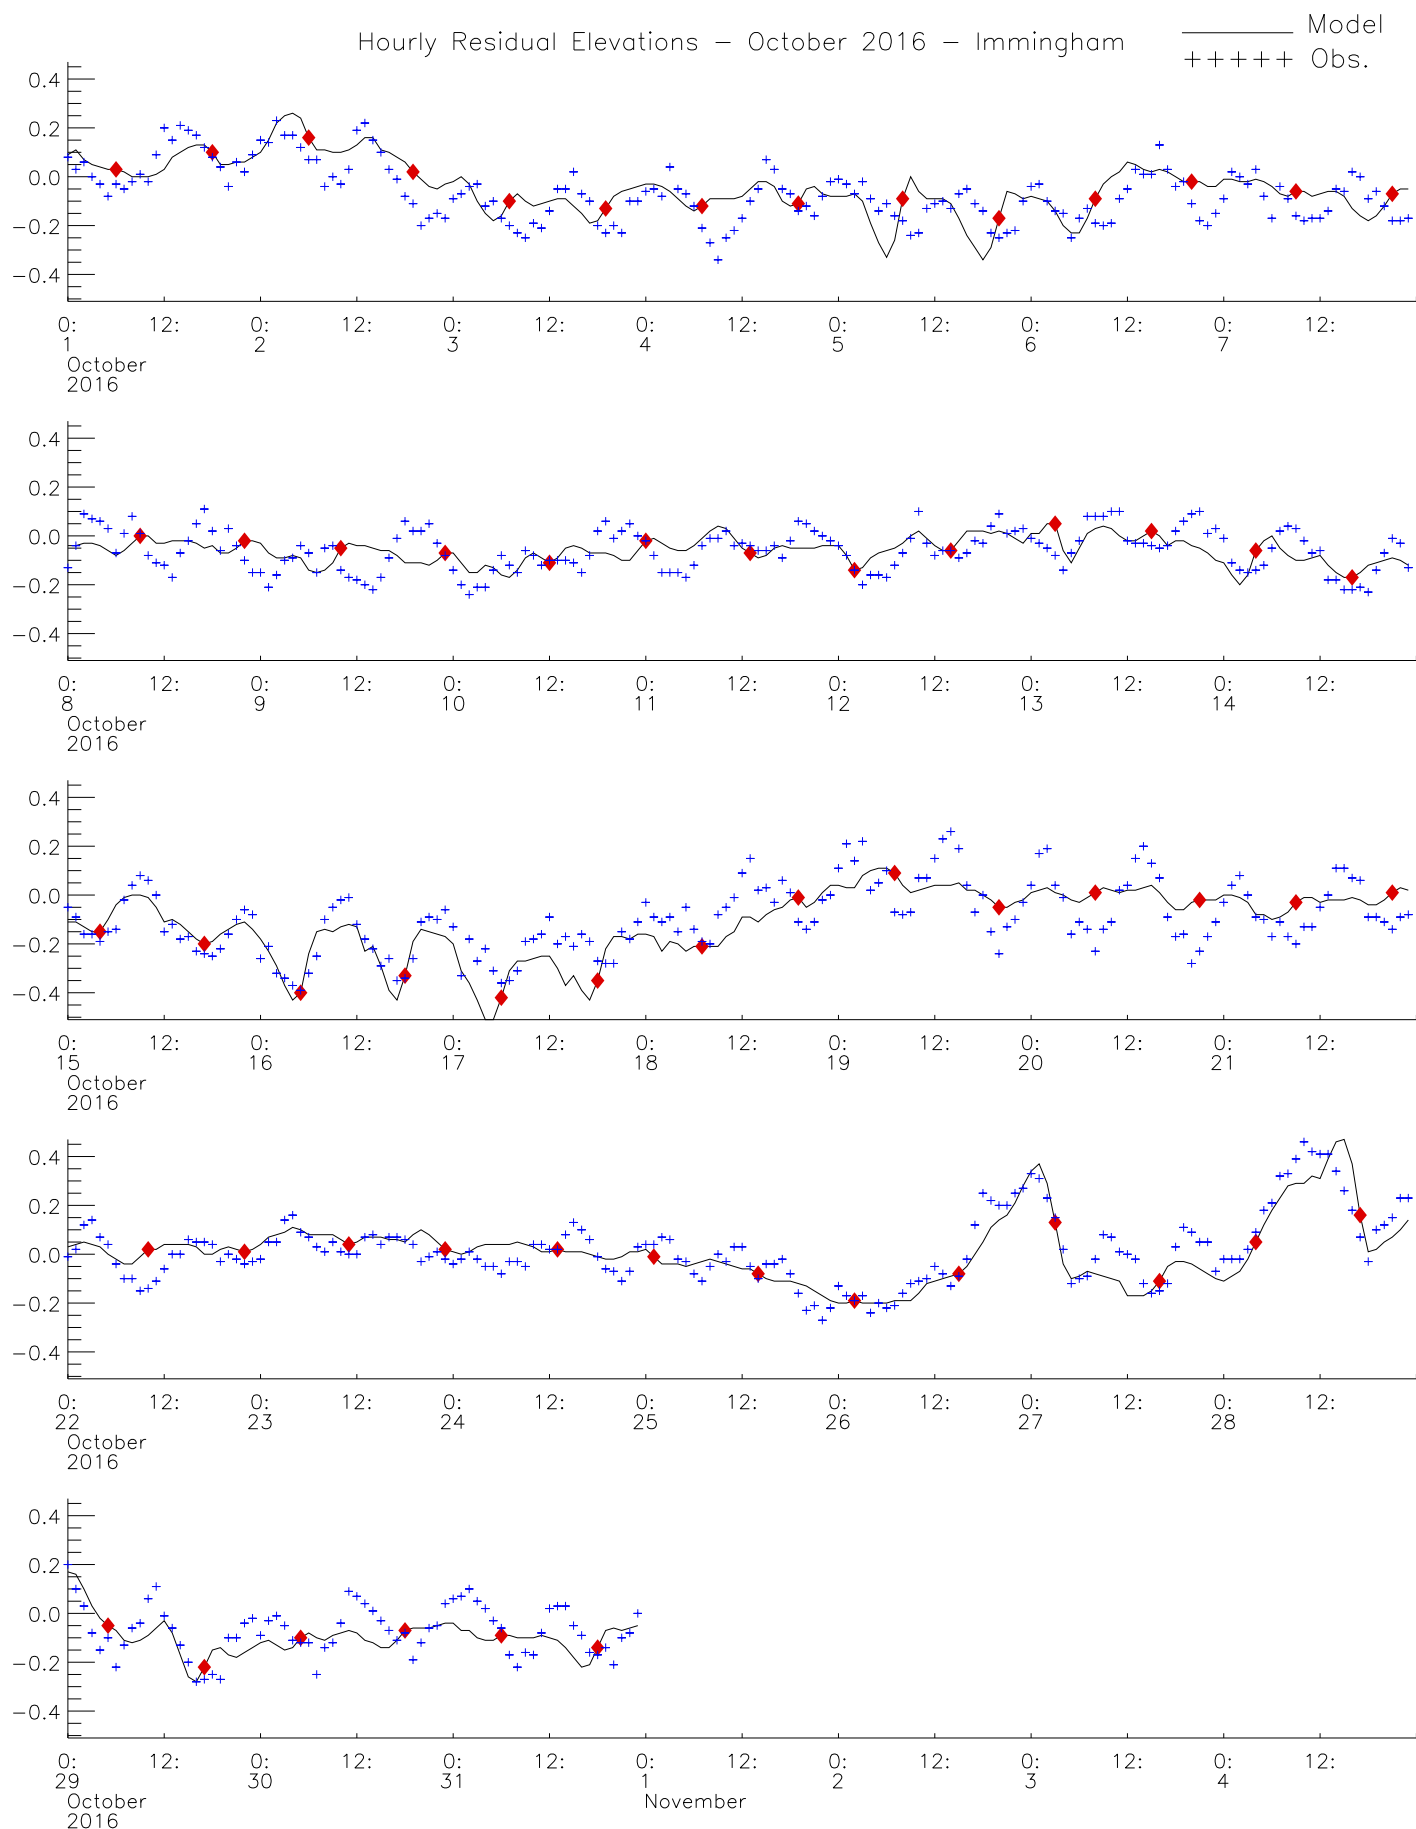 Hourly Residual Elevations – October 2016 – Immingham
Model
+++++ Obs.
0.4
0.2
0.0
−0.2
−0.4
0: 12: 0: 12: 0: 12: 0: 12: 0: 12: 0: 12: 0: 12:
1 2 3 4 5 6 7
October
2016
0.4
0.2
0.0
−0.2
−0.4
0: 12: 0: 12: 0: 12: 0: 12: 0: 12: 0: 12: 0: 12:
8 9 10 11 12 13 14
October
2016
0.4
0.2
0.0
−0.2
−0.4
0: 12: 0: 12: 0: 12: 0: 12: 0: 12: 0: 12: 0: 12:
15 16 17 18 19 20 21
October
2016
0.4
0.2
0.0
−0.2
−0.4
0: 12: 0: 12: 0: 12: 0: 12: 0: 12: 0: 12: 0: 12:
22 23 24 25 26 27 28
October
2016
0.4
0.2
0.0
−0.2
−0.4
0: 12: 0: 12: 0: 12: 0: 12: 0: 12: 0: 12: 0: 12:
29 30 31 1 2 3 4
October November
2016